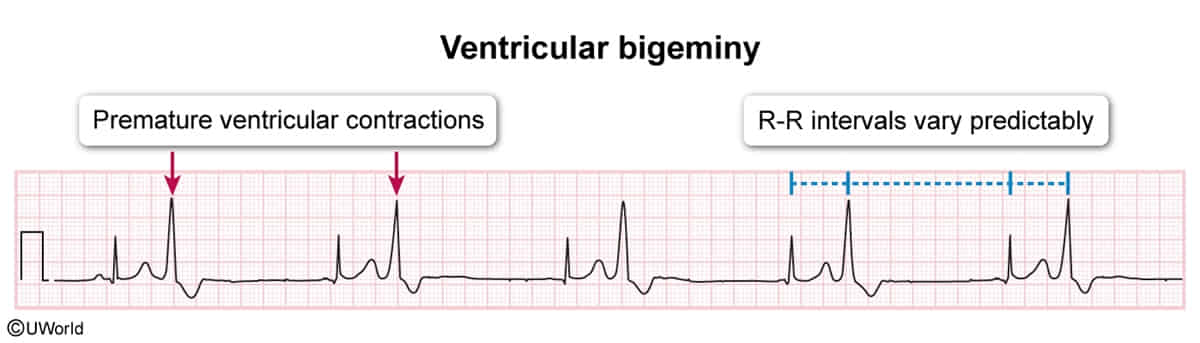 Ventricular bigeminy
Premature ventricular contractions
R-R intervals vary predictably
©UWorld